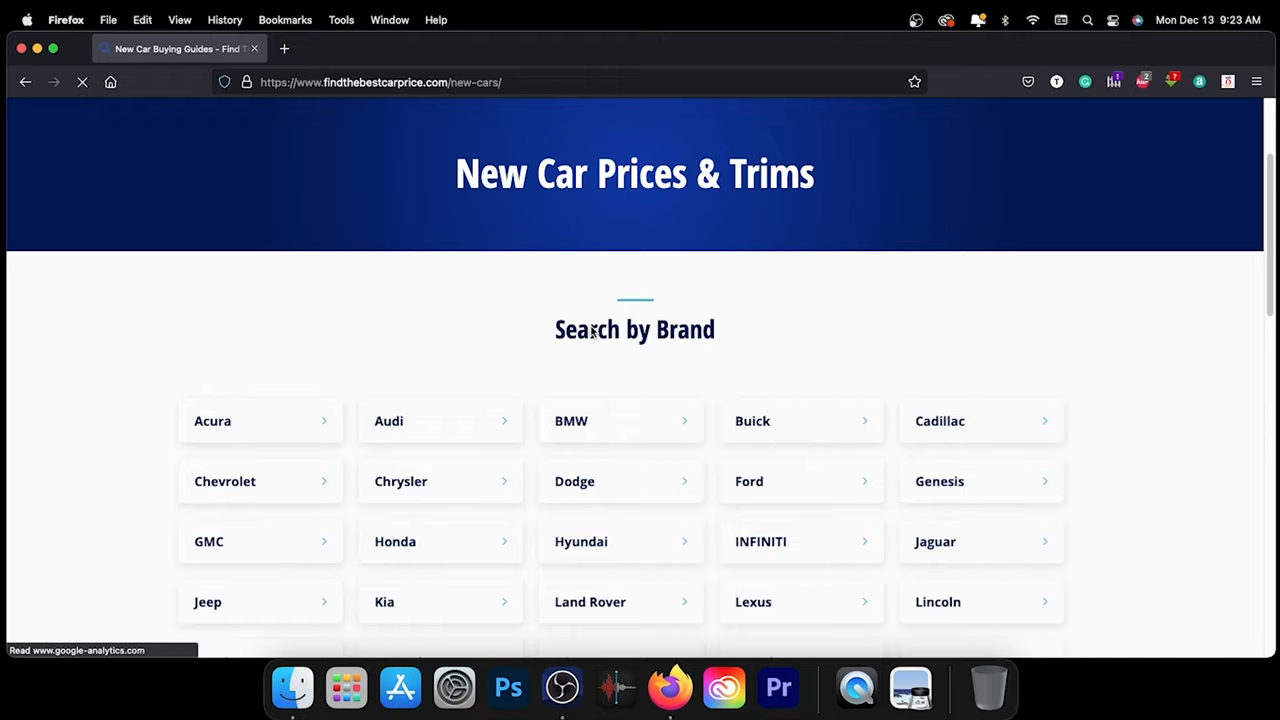 Firefox File Edit View History Bookmarks Tools Window Help Mon Dec 13 9:23 AM
New Car Buying Guides - Find T
https://www.findthebestcarprice.com/new-cars/
New Car Prices & Trims
Search by Brand
Acura Audi BMW Buick Cadillac
Chevrolet Chrysler Dodge Ford Genesis
GMC Honda Hyundai INFINITI Jaguar
Jeep Kia Land Rover Lexus Lincoln
Read www.google-analytics.com
Ps Pr